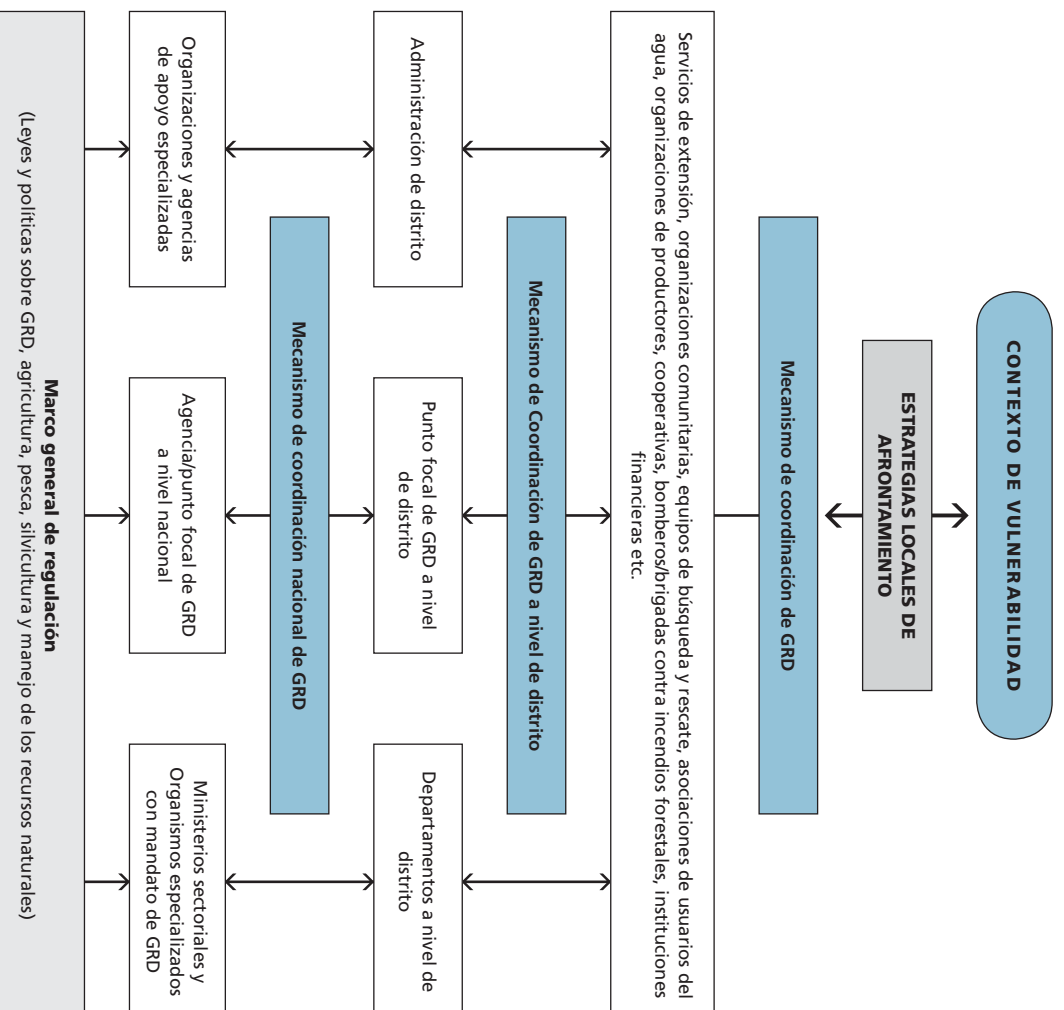 CONTEXTO DE VULNERABILIDAD
ESTRATEGIAS LOCALES DE
AFRONTAMIENTO
Mecanismo de coordinación de GRD
Servicios de extensión, organizaciones comunitarias, equipos de búsqueda y rescate, asociaciones de usuarios del
agua, organizaciones de productores, cooperativas, bomberos/brigadas contra incendios forestales, instituciones
financieras etc.
Mecanismo de Coordinación de GRD a nivel de distrito
Administración de distrito
Punto focal de GRD a nivel
de distrito
Departamentos a nivel de
distrito
Mecanismo de coordinación nacional de GRD
Organizaciones y agencias
de apoyo especializadas
Agencia/punto focal de GRD
a nivel nacional
Ministerios sectoriales y
Organismos especializados
con mandato de GRD
Marco general de regulación
(Leyes y políticas sobre GRD, agricultura, pesca, silvicultura y manejo de los recursos naturales)